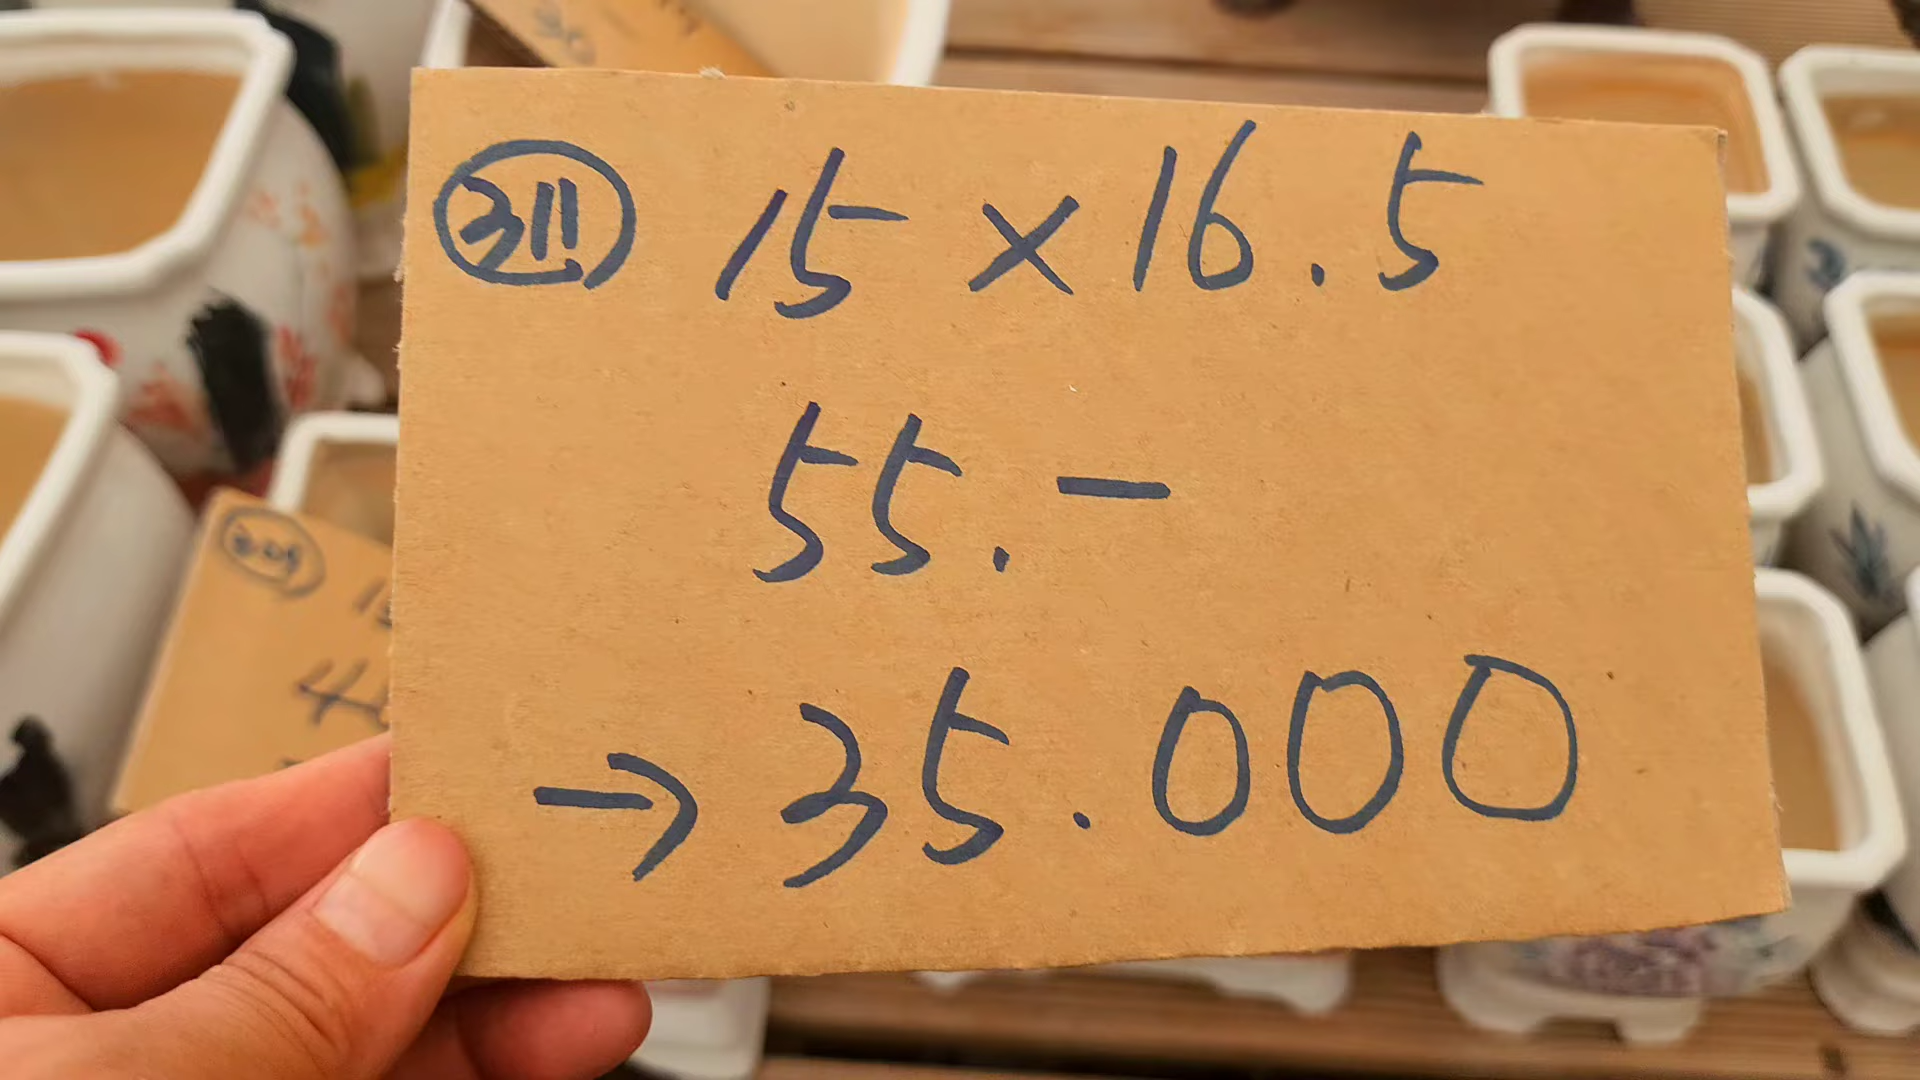 311 15 × 16.5
55.-
→ 35.000